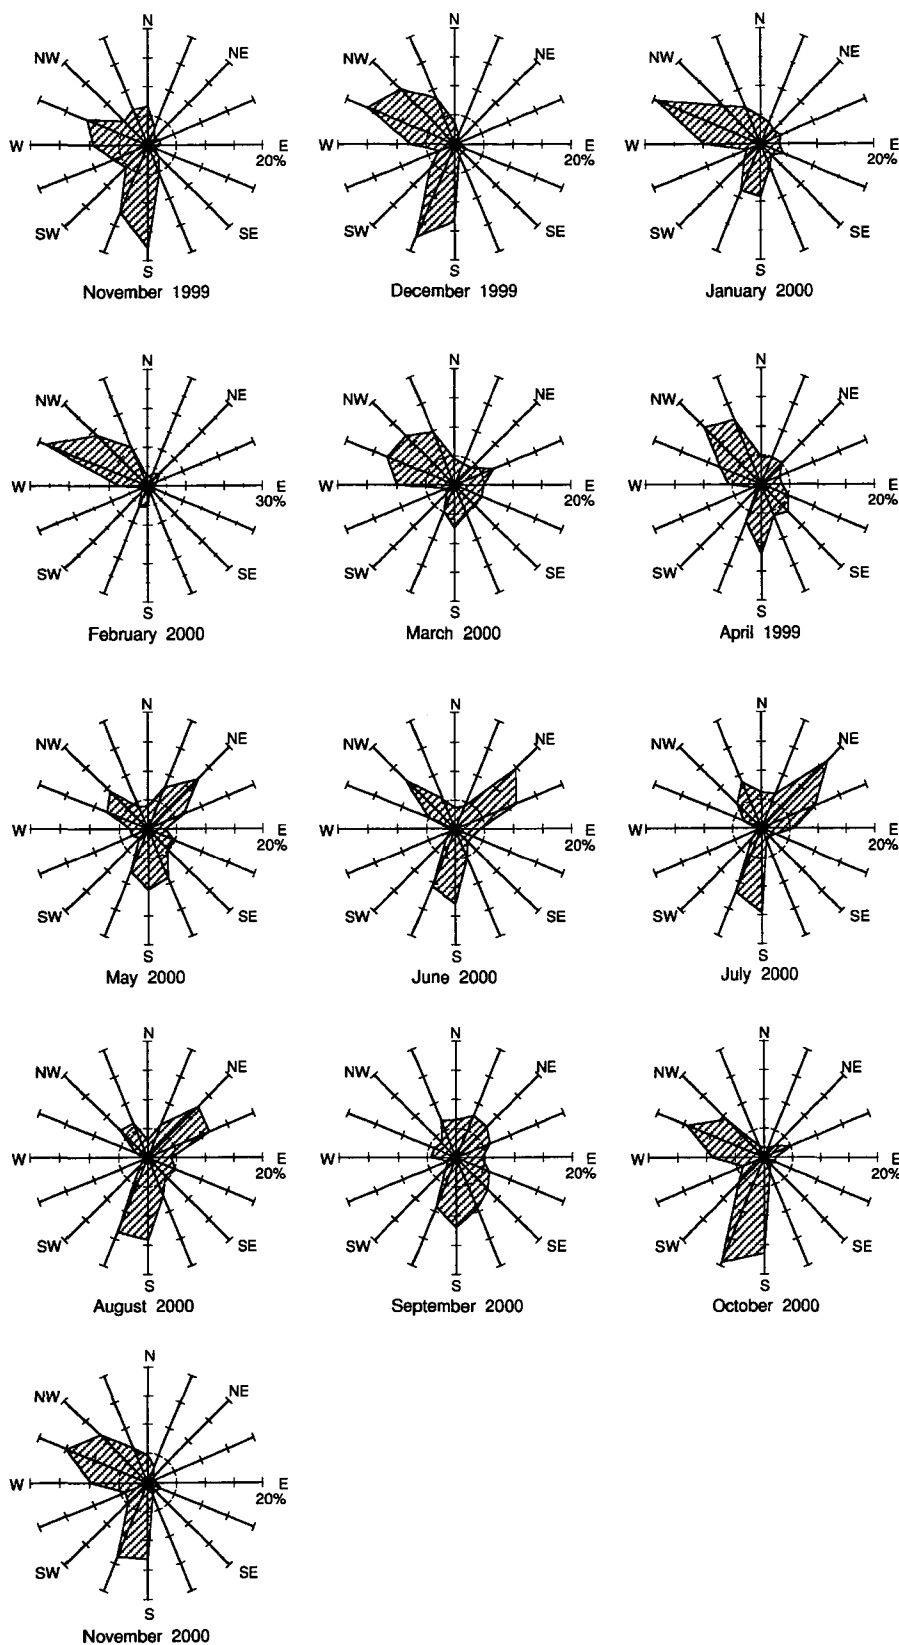 N
NW NE
W E
20%
SW SE
S
November 1999
N
NW NE
W E
20%
SW SE
S
December 1999
N
NW NE
W E
20%
SW SE
S
January 2000
N
NW NE
W E
30%
SW SE
S
February 2000
N
NW NE
W E
20%
SW SE
S
March 2000
N
NW NE
W E
20%
SW SE
S
April 1999
N
NW NE
W E
20%
SW SE
S
May 2000
N
NW NE
W E
20%
SW SE
S
June 2000
N
NW NE
W E
20%
SW SE
S
July 2000
N
NW NE
W E
20%
SW SE
S
August 2000
N
NW NE
W E
20%
SW SE
S
September 2000
N
NW NE
W E
20%
SW SE
S
October 2000
N
NW NE
W E
20%
SW SE
S
November 2000